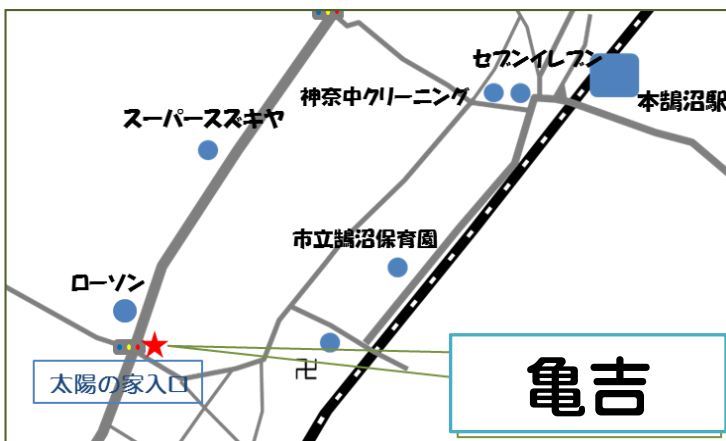 セブンイレブン
神奈中クリーニング
本鵠沼駅
スーパースズキヤ
市立鵠沼保育園
ローソン
卍
太陽の家入口
亀吉